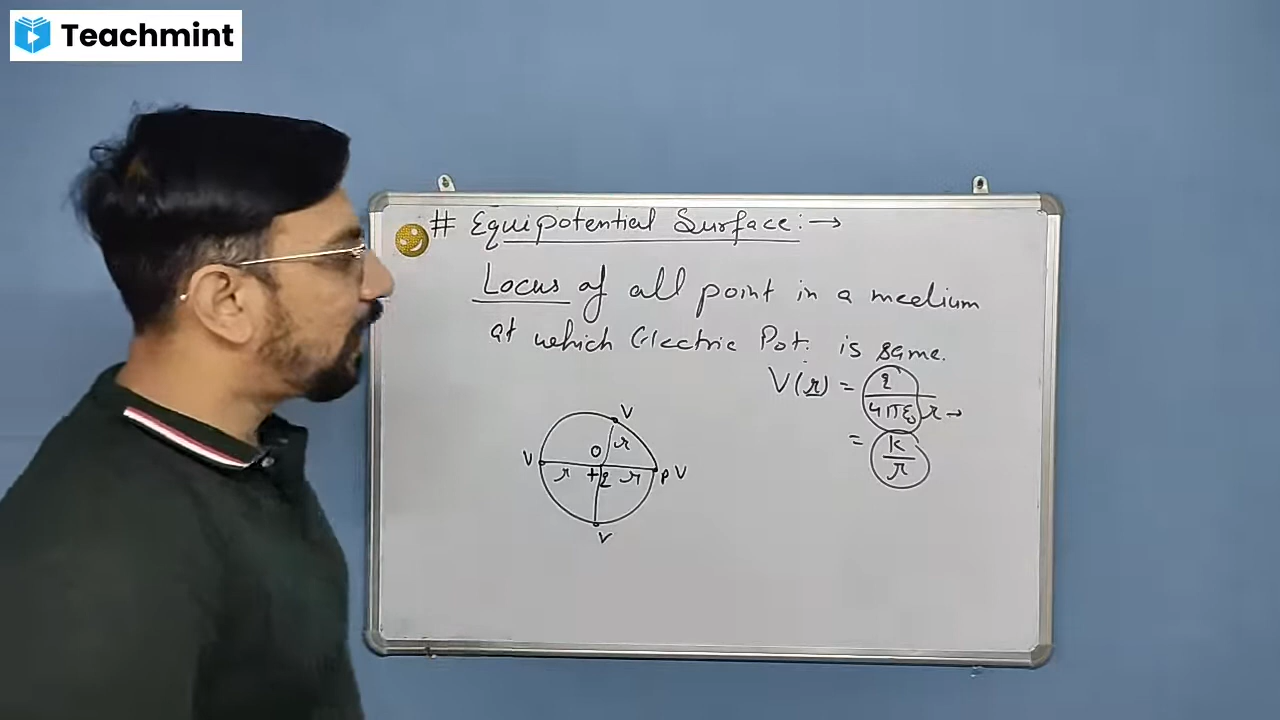 Teachmint
# Equipotential Surface:→
Locus of all point in a medium
at which Electric Pot. is same.
V(r) = q / 4πε₀ r →
= K / r
V
O
r
V
r
+q
r
P V
V